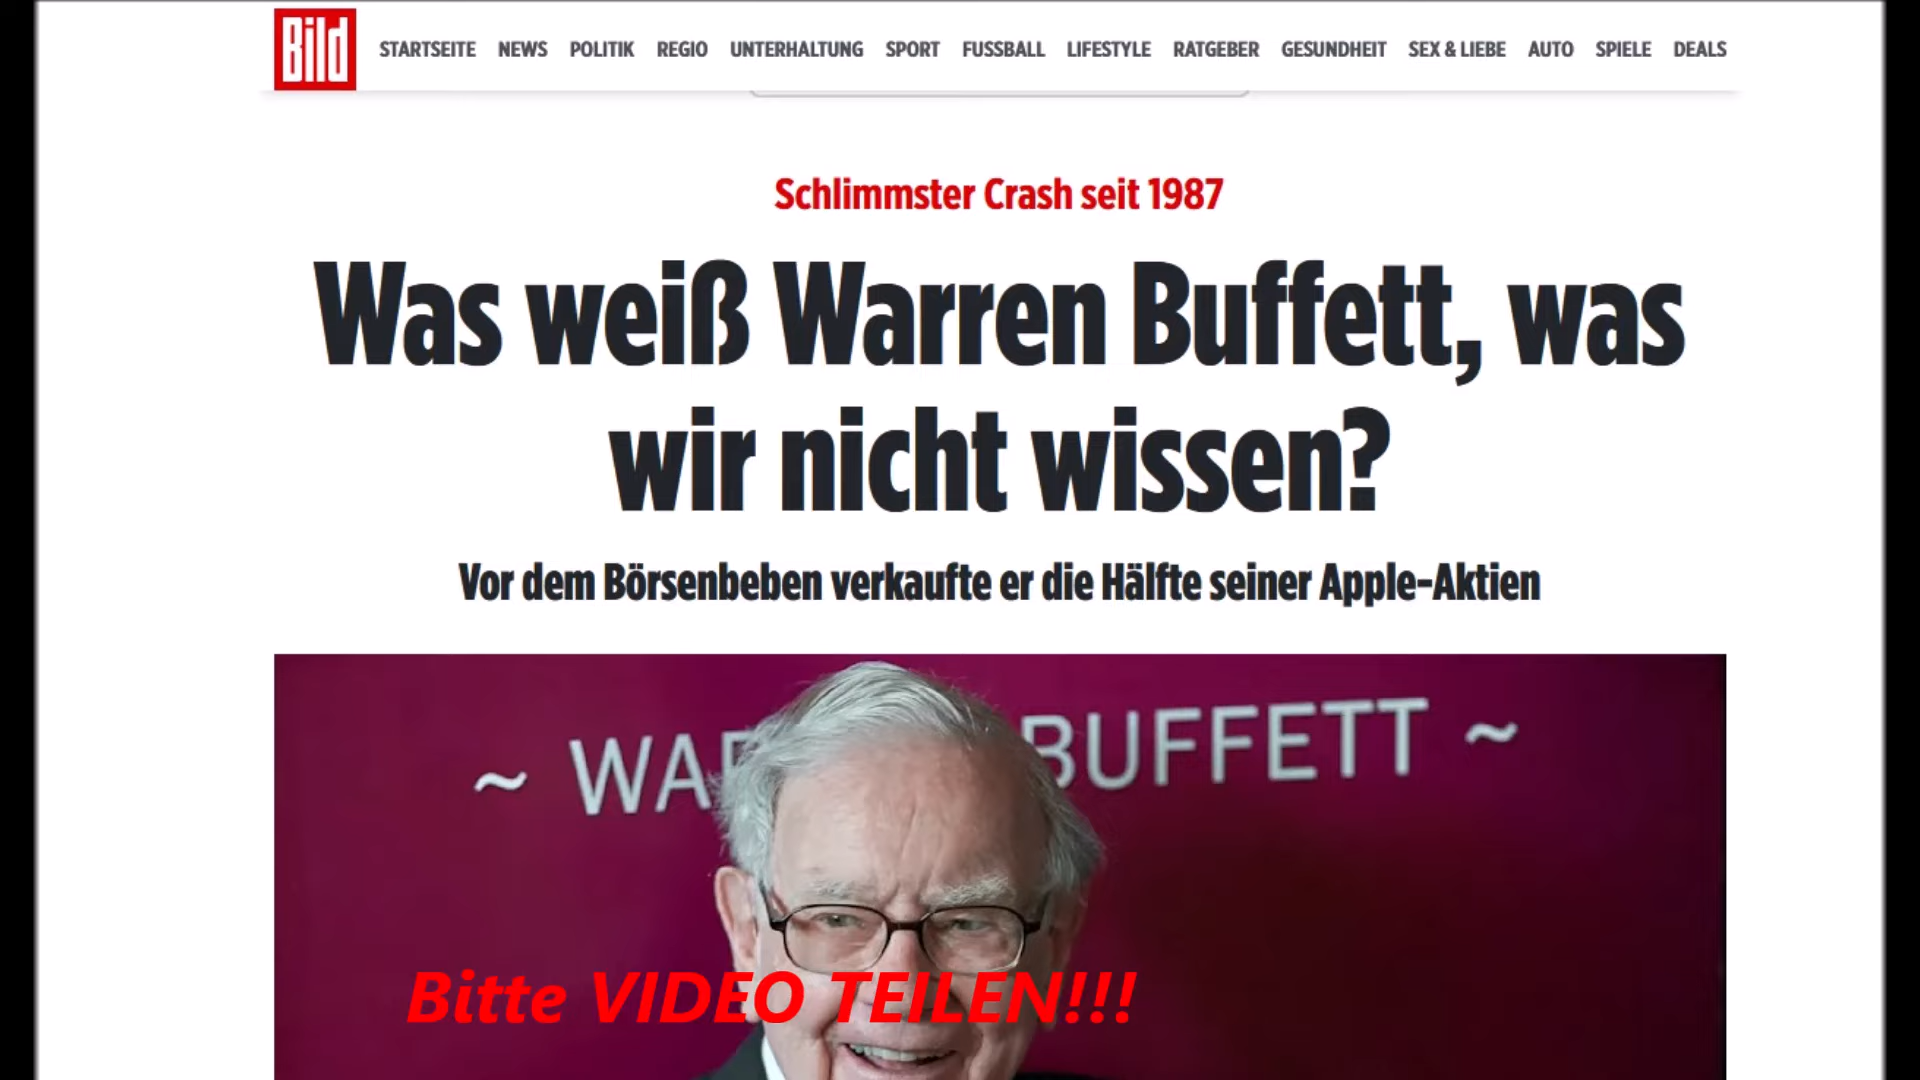 Bild STARTSEITE NEWS POLITIK REGIO UNTERHALTUNG SPORT FUSSBALL LIFESTYLE RATGEBER GESUNDHEIT SEX & LIEBE AUTO SPIELE DEALS
Schlimmster Crash seit 1987
Was weiß Warren Buffett, was
wir nicht wissen?
Vor dem Börsenbeben verkaufte er die Hälfte seiner Apple-Aktien
~ WAR BUFFETT ~
Bitte VIDEO TEILEN!!!